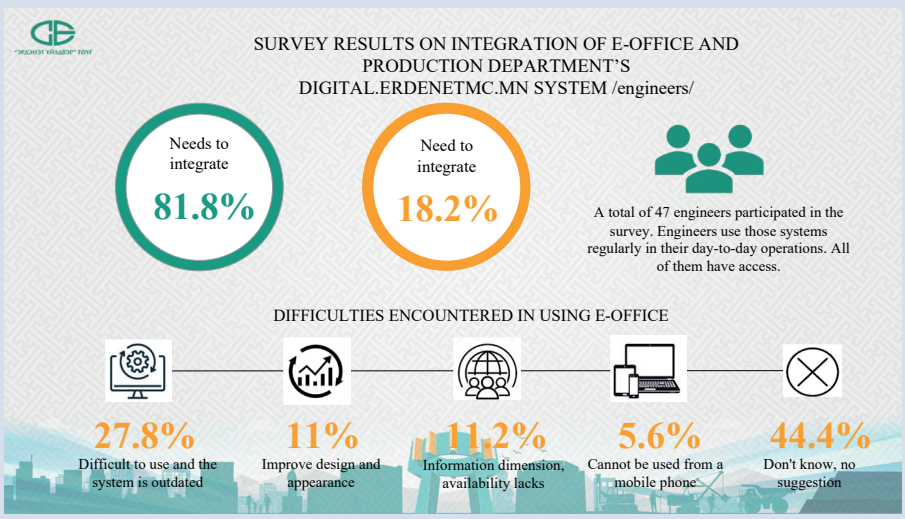 "ЭРДЭНЭТ ҮЙЛДВЭР" ТӨҮГ
SURVEY RESULTS ON INTEGRATION OF E-OFFICE AND
PRODUCTION DEPARTMENT'S
DIGITAL.ERDENETMC.MN SYSTEM /engineers/
Needs to
integrate
81.8%
Need to
integrate
18.2%
A total of 47 engineers participated in the
survey. Engineers use those systems
regularly in their day-to-day operations. All
of them have access.
DIFFICULTIES ENCOUNTERED IN USING E-OFFICE
27.8%
Difficult to use and the
system is outdated
11%
Improve design and
appearance
11.2%
Information dimension,
availability lacks
5.6%
Cannot be used from a
mobile phone
44.4%
Don't know, no
suggestion